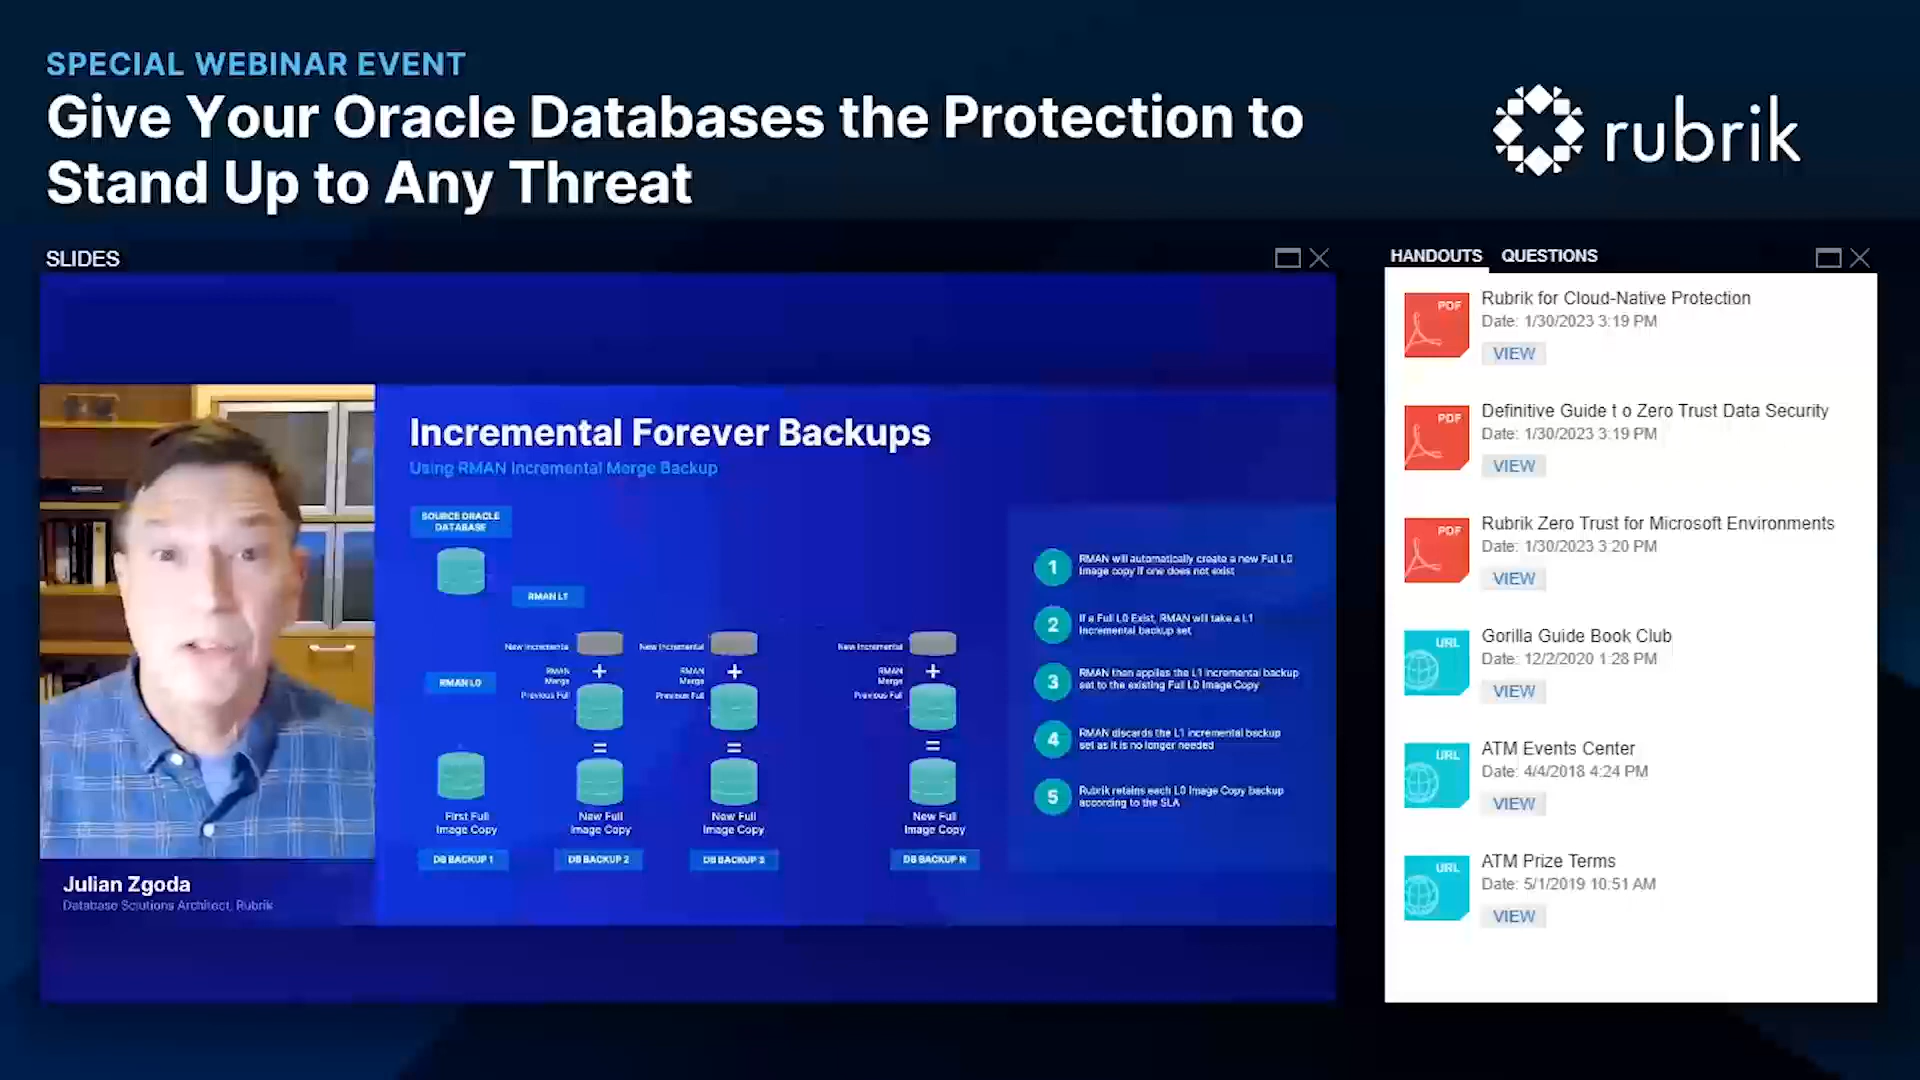 SPECIAL WEBINAR EVENT
Give Your Oracle Databases the Protection to
Stand Up to Any Threat
rubrik
SLIDES
Incremental Forever Backups
Using RMAN Incremental Merge Backup
SOURCE ORACLE
DATABASE
RMAN L1
New Incremental
+
RMAN
Merge
Previous Full
New Incremental
+
RMAN
Merge
Previous Full
New Incremental
+
RMAN
Merge
Previous Full
RMAN L0
=
=
=
First Full
Image Copy
New Full
Image Copy
New Full
Image Copy
New Full
Image Copy
DB BACKUP 1
DB BACKUP 2
DB BACKUP 3
DB BACKUP N
1
RMAN will automatically create a new Full L0
Image copy if one does not exist
2
If a Full L0 Exist, RMAN will take a L1
Incremental backup set
3
RMAN then applies the L1 incremental backup
set to the existing Full L0 Image Copy
4
RMAN discards the L1 incremental backup
set as it is no longer needed
5
Rubrik retains each L0 Image Copy backup
according to the SLA
Julian Zgoda
Database Solutions Architect, Rubrik
HANDOUTS QUESTIONS
PDF
Rubrik for Cloud-Native Protection
Date: 1/30/2023 3:19 PM
VIEW
PDF
Definitive Guide t o Zero Trust Data Security
Date: 1/30/2023 3:19 PM
VIEW
PDF
Rubrik Zero Trust for Microsoft Environments
Date: 1/30/2023 3:20 PM
VIEW
URL
Gorilla Guide Book Club
Date: 12/2/2020 1:28 PM
VIEW
URL
ATM Events Center
Date: 4/4/2018 4:24 PM
VIEW
URL
ATM Prize Terms
Date: 5/1/2019 10:51 AM
VIEW